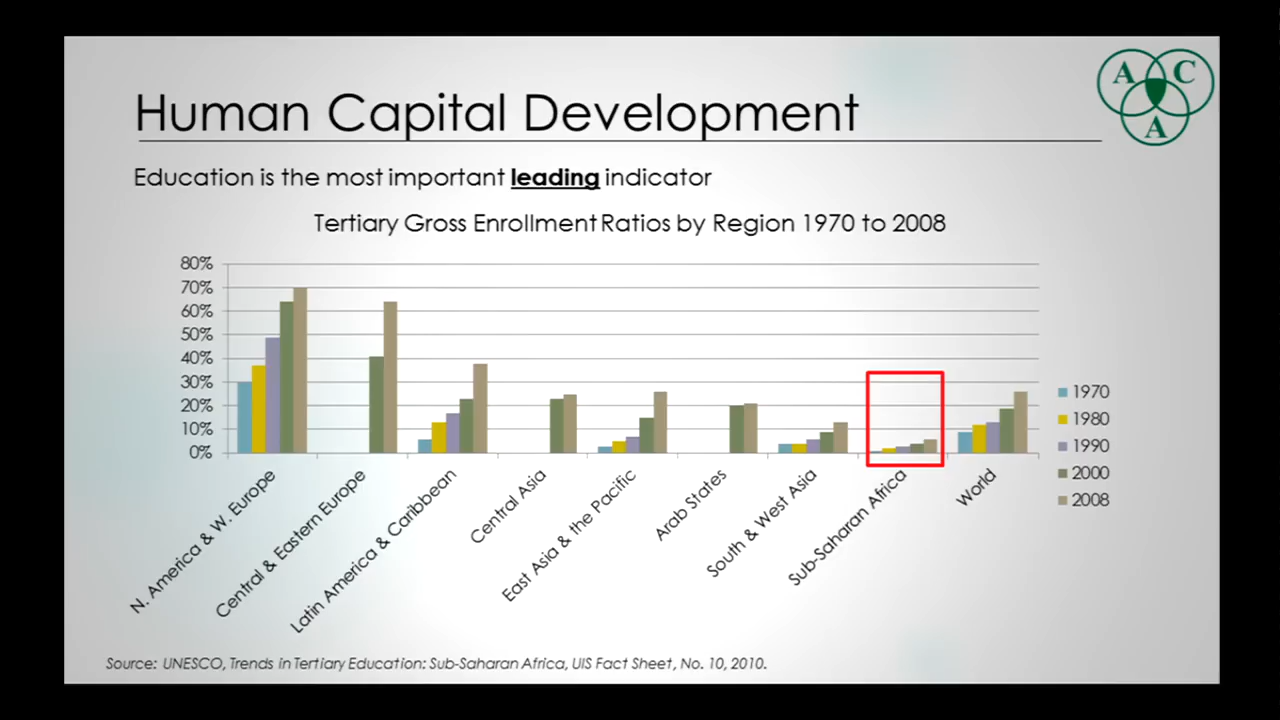 A C
A
Human Capital Development
Education is the most important leading indicator
Tertiary Gross Enrollment Ratios by Region 1970 to 2008
80%
70%
60%
50%
40%
30%
20%
10%
0%
N. America & W. Europe
Central & Eastern Europe
Latin America & Caribbean
Central Asia
East Asia & the Pacific
Arab States
South & West Asia
Sub-Saharan Africa
World
1970
1980
1990
2000
2008
Source: UNESCO, Trends in Tertiary Education: Sub-Saharan Africa, UIS Fact Sheet, No. 10, 2010.